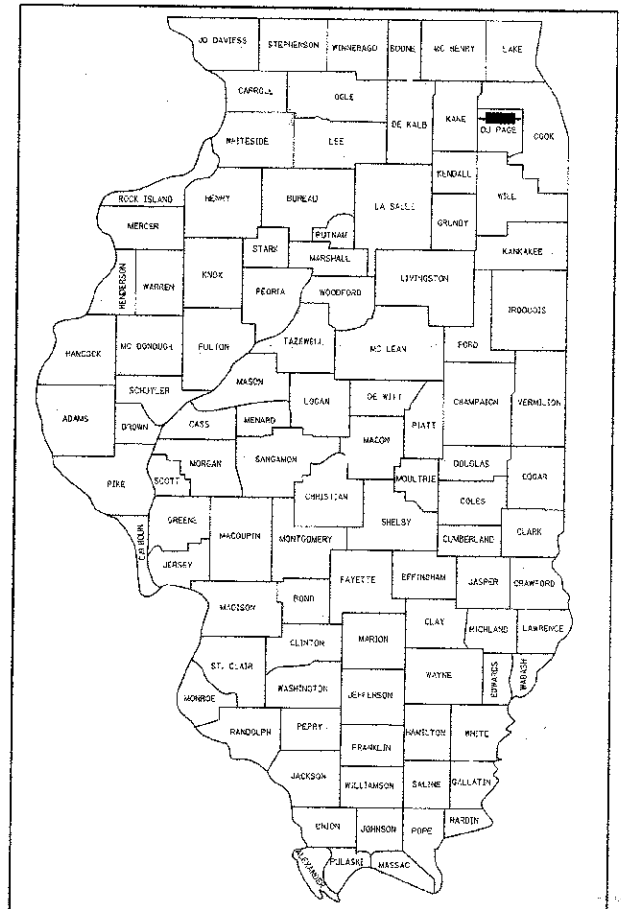 JO DAVIESS
STEPHENSON
WINNEBAGO
BOONE
MC HENRY
LAKE
CARROLL
OGLE
DE KALB
KANE
DU PAGE
COOK
WHITESIDE
LEE
KENDALL
WILL
ROCK ISLAND
HENRY
BUREAU
LA SALLE
GRUNDY
MERCER
PUTNAM
STARK
MARSHALL
KANKAKEE
HENDERSON
WARREN
KNOX
PEORIA
WOODFORD
LIVINGSTON
IROQUOIS
HANCOCK
MC DONOUGH
FULTON
TAZEWELL
MC LEAN
FORD
MASON
SCHUYLER
LOGAN
DE WITT
CHAMPAIGN
VERMILION
ADAMS
BROWN
CASS
MENARD
MACON
PIATT
PIKE
MORGAN
SANGAMON
DOUGLAS
SCOTT
MOULTRIE
EDGAR
CHRISTIAN
COLES
GREENE
MACOUPIN
MONTGOMERY
SHELBY
CUMBERLAND
CLARK
CALHOUN
JERSEY
FAYETTE
EFFINGHAM
JASPER
CRAWFORD
MADISON
BOND
CLAY
RICHLAND
LAWRENCE
CLINTON
MARION
ST. CLAIR
WAYNE
EDWARDS
WABASH
MONROE
WASHINGTON
JEFFERSON
RANDOLPH
PERRY
HAMILTON
WHITE
FRANKLIN
JACKSON
WILLIAMSON
SALINE
GALLATIN
UNION
JOHNSON
POPE
HARDIN
ALEXANDER
PULASKI
MASSAC